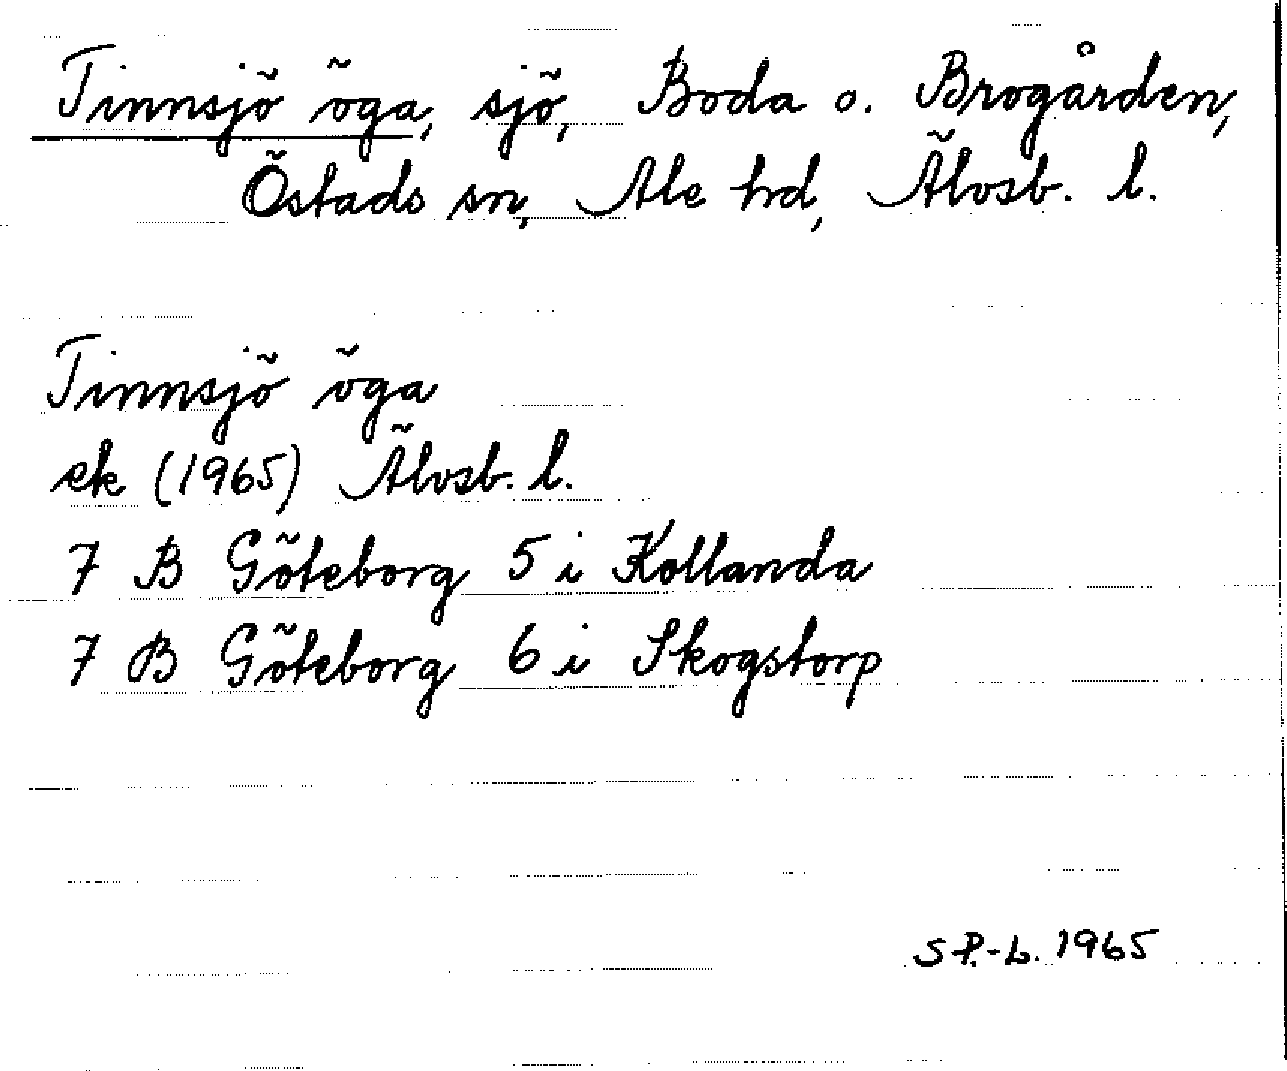 Tinnsjö öga, sjö, Boda o. Brogården,
Östads sn, Ale hd, Älvsb. l.
Tinnsjö öga
ek (1965) Älvsb. l.
7 B Göteborg 5 i Kollanda
7 B Göteborg 6 i Skogstorp
S P.-L. 1965